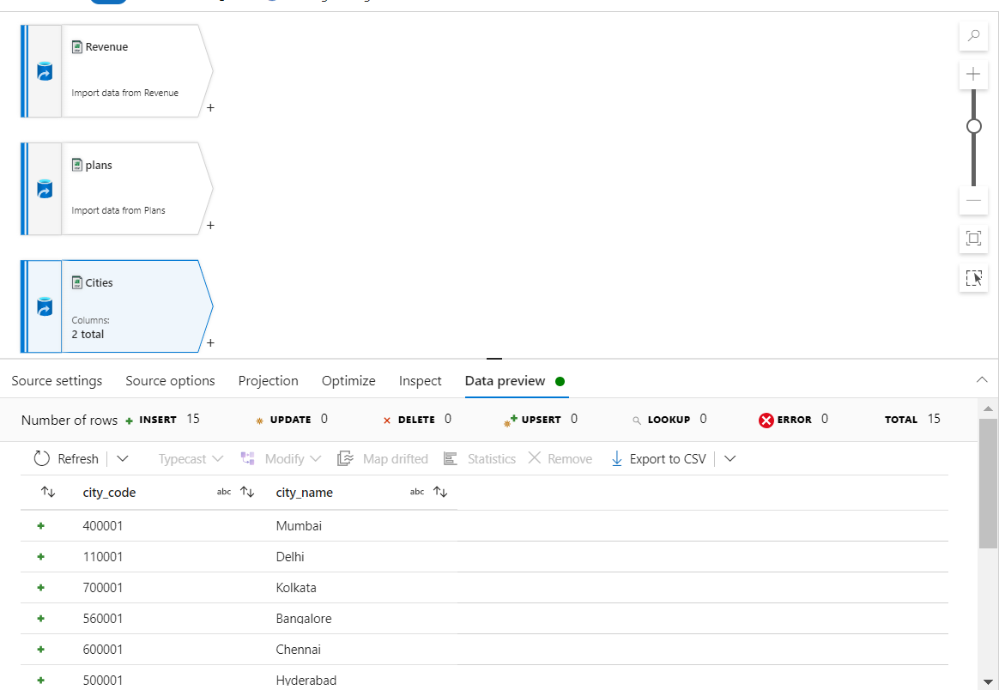 Revenue
Import data from Revenue
+
plans
Import data from Plans
+
Cities
Columns:
2 total
+
Source settings Source options Projection Optimize Inspect Data preview
Number of rows + INSERT 15 UPDATE 0 × DELETE 0 UPSERT 0 LOOKUP 0 ERROR 0 TOTAL 15
Refresh Typecast Modify Map drifted Statistics Remove Export to CSV
city_code abc city_name abc
400001 Mumbai
110001 Delhi
700001 Kolkata
560001 Bangalore
600001 Chennai
500001 Hyderabad